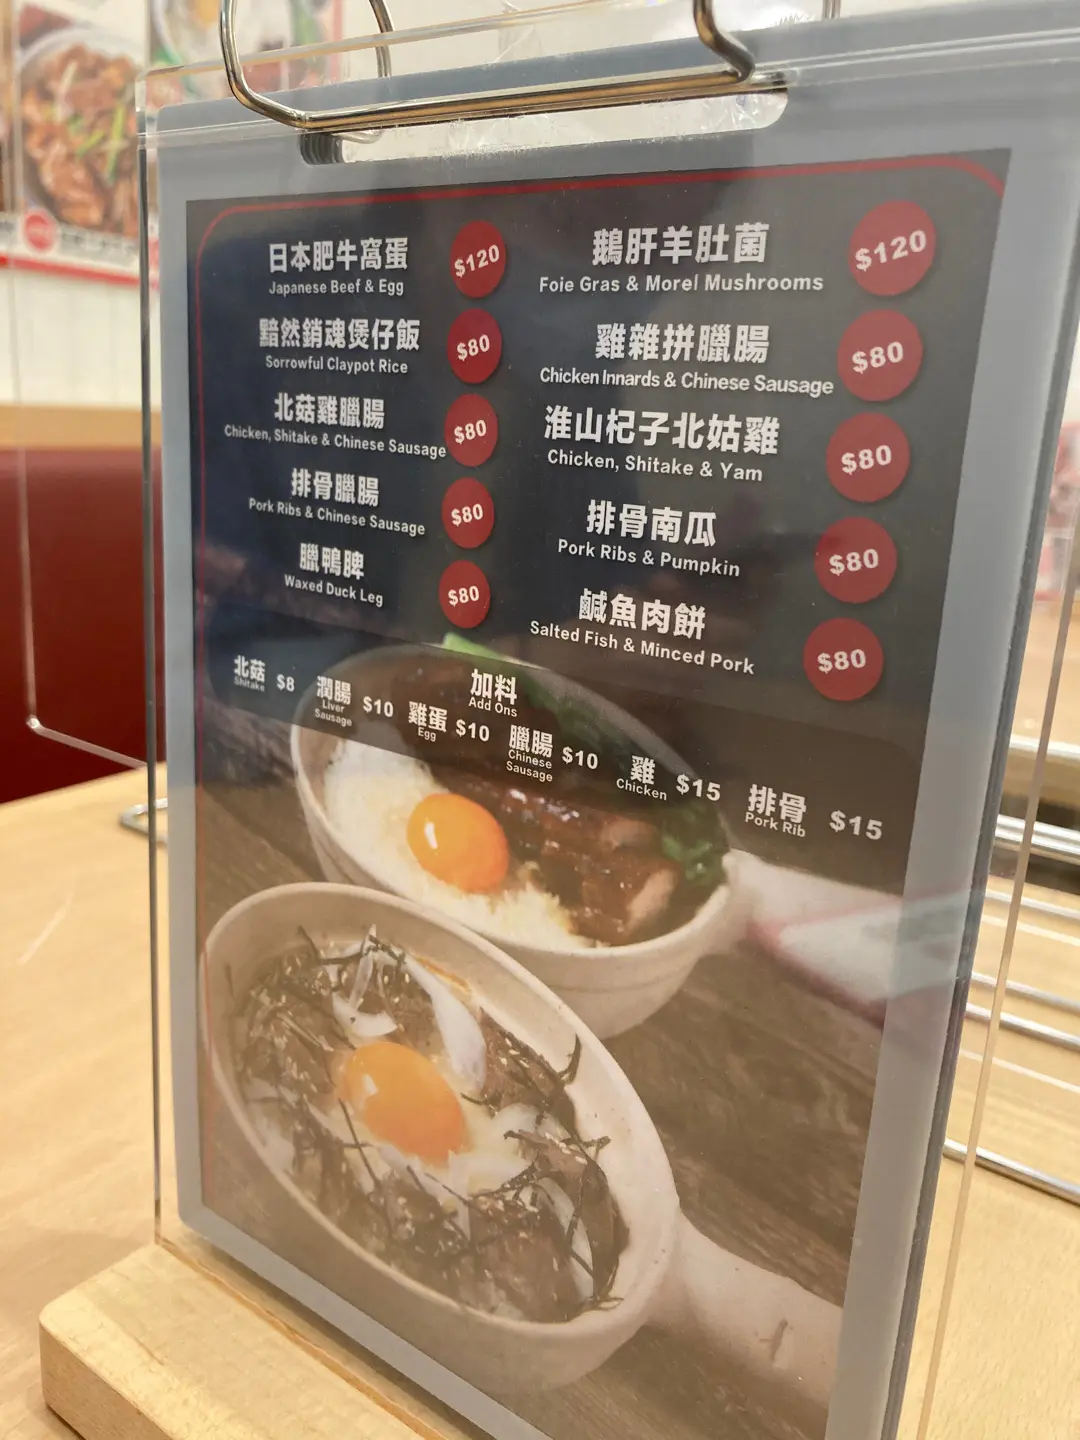 日本肥牛窩蛋
Japanese Beef & Egg
$120
黯然銷魂煲仔飯
Sorrowful Claypot Rice
$80
北菇雞臘腸
Chicken, Shitake & Chinese Sausage
$80
排骨臘腸
Pork Ribs & Chinese Sausage
$80
臘鴨脾
Waxed Duck Leg
$80
鵝肝羊肚菌
Foie Gras & Morel Mushrooms
$120
雞雜拼臘腸
Chicken Innards & Chinese Sausage
$80
淮山杞子北姑雞
Chicken, Shitake & Yam
$80
排骨南瓜
Pork Ribs & Pumpkin
$80
鹹魚肉餅
Salted Fish & Minced Pork
$80
加料
Add Ons
北菇
Shitake
$8
潤腸
Liver
Sausage
$10
雞蛋
Egg
$10
臘腸
Chinese
Sausage
$10
雞
Chicken
$15
排骨
Pork Rib
$15